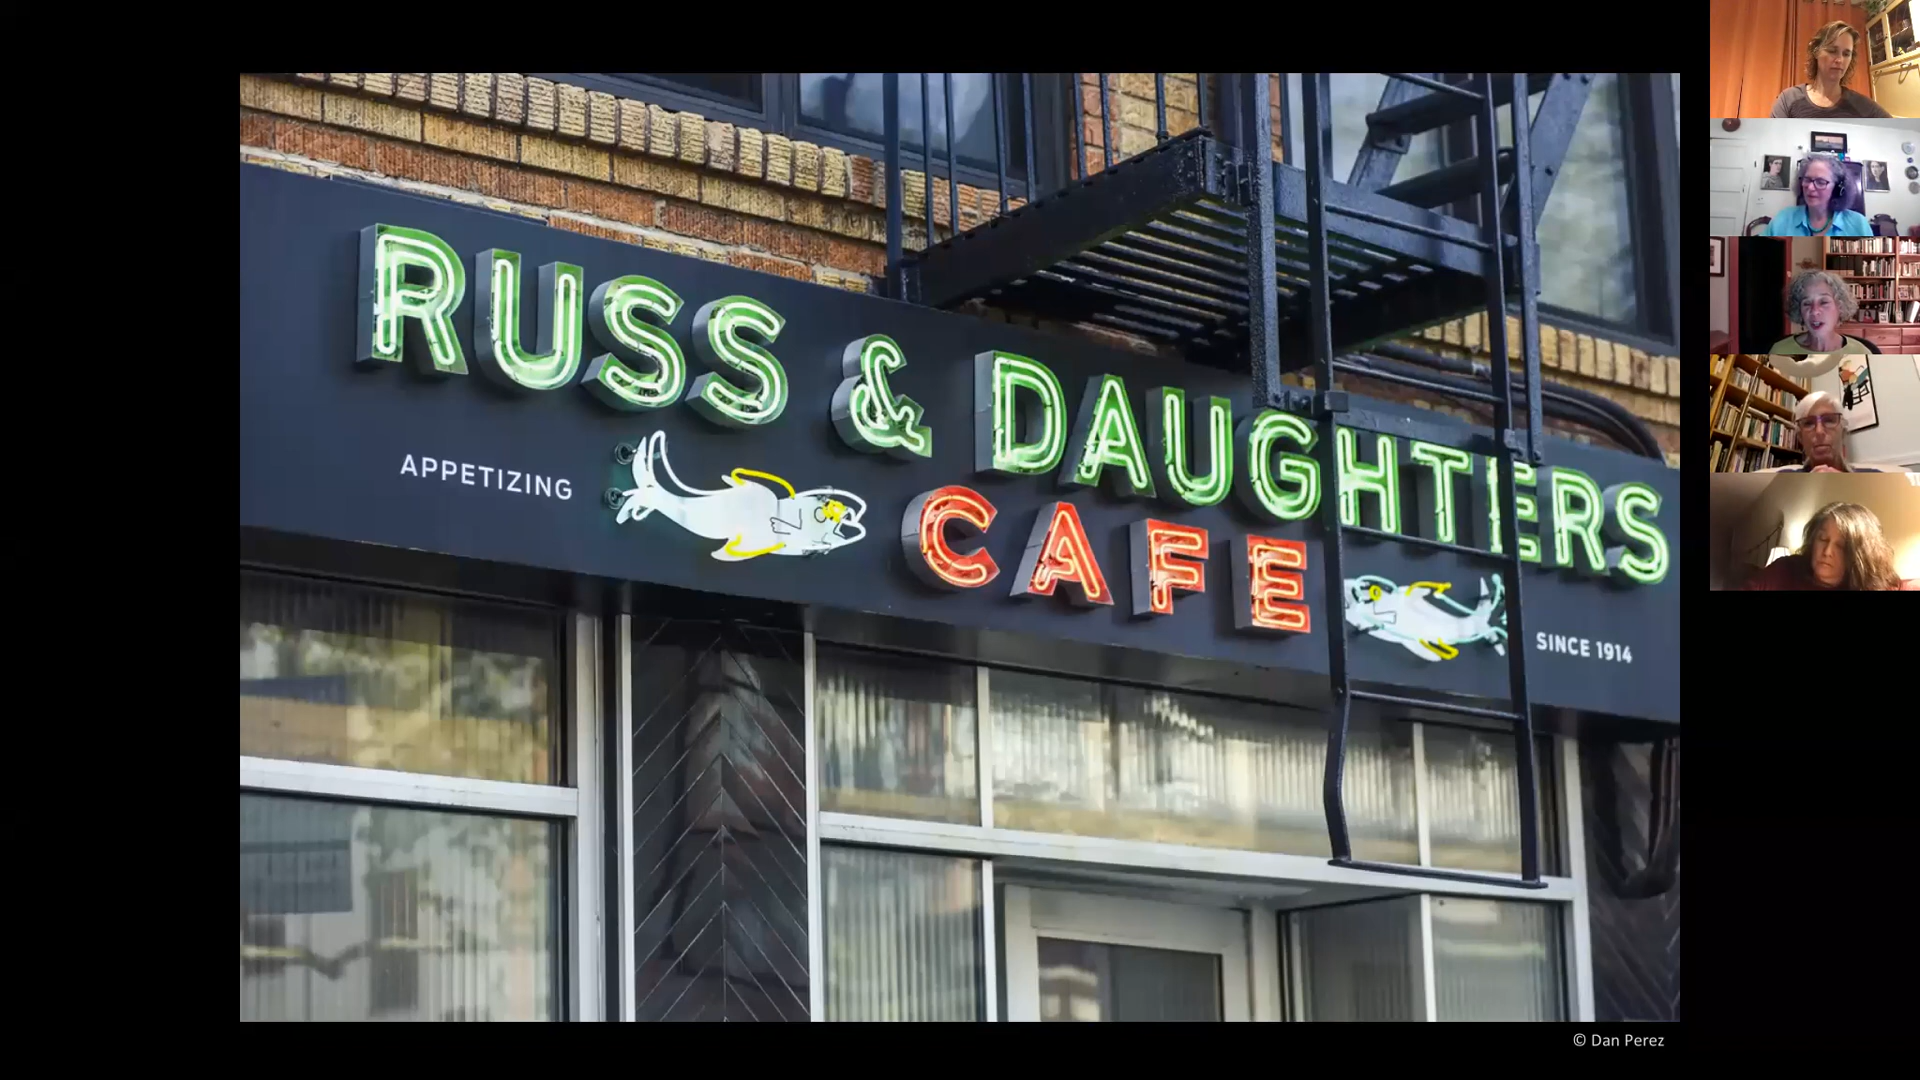 RUSS & DAUGHTERS
APPETIZING
CAFE
SINCE 1914
© Dan Perez